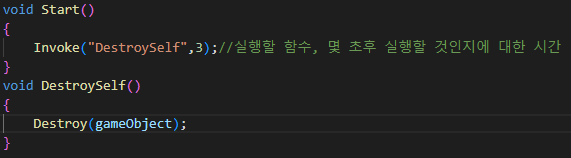 void Start()
{
    Invoke("DestroySelf",3);//실행할 함수, 몇 초후 실행할 것인지에 대한 시간
}
void DestroySelf()
{
    Destroy(gameObject);
}